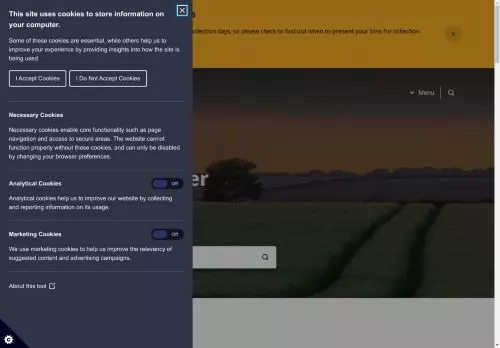 This site uses cookies to store information on
your computer.
Some of these cookies are essential, while others help us to
improve your experience by providing insights into how the site is
being used.
I Accept Cookies
I Do Not Accept Cookies
Necessary Cookies
Necessary cookies enable core functionality such as page
navigation and access to secure areas. The website cannot
function properly without these cookies, and can only be disabled
by changing your browser preferences.
Analytical Cookies
on
Analytical cookies help us to improve our website by collecting
and reporting information on its usage.
Marketing Cookies
on
We use marketing cookies to help us improve the relevancy of
suggested content and advertising campaigns.
About this tool
collection days, so please check to find out when to present your bins for collection.
Menu
er